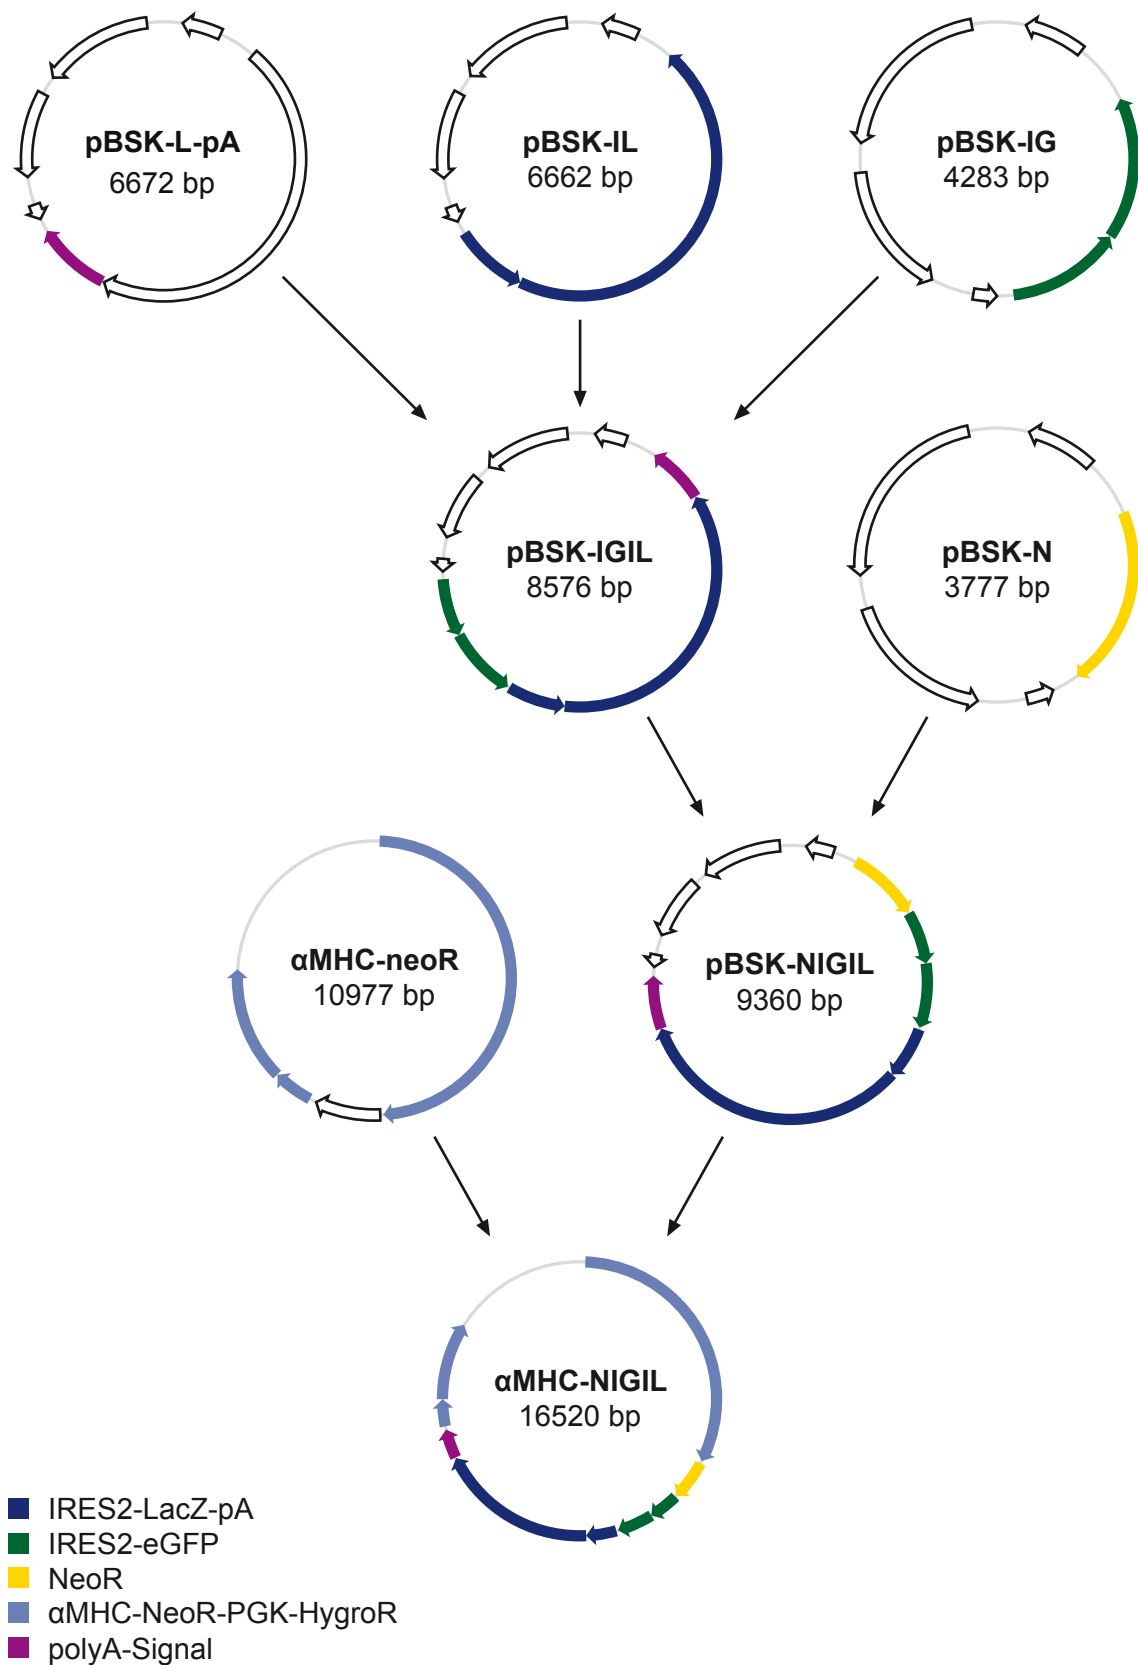 pBSK-L-pA
6672 bp
pBSK-IL
6662 bp
pBSK-IG
4283 bp
pBSK-IGIL
8576 bp
pBSK-N
3777 bp
αMHC-neoR
10977 bp
pBSK-NIGIL
9360 bp
αMHC-NIGIL
16520 bp
IRES2-LacZ-pA
IRES2-eGFP
NeoR
αMHC-NeoR-PGK-HygroR
polyA-Signal